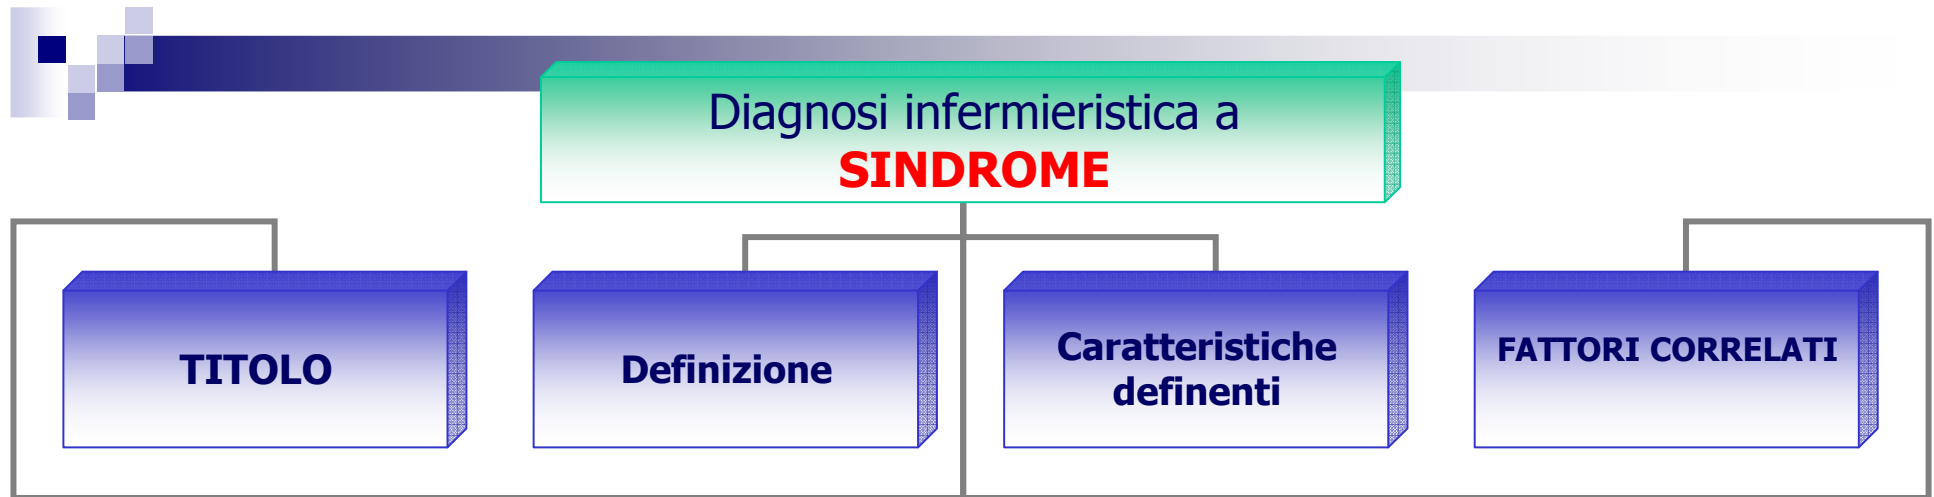 Diagnosi infermieristica a
SINDROME
TITOLO
Definizione
Caratteristiche
definenti
FATTORI CORRELATI